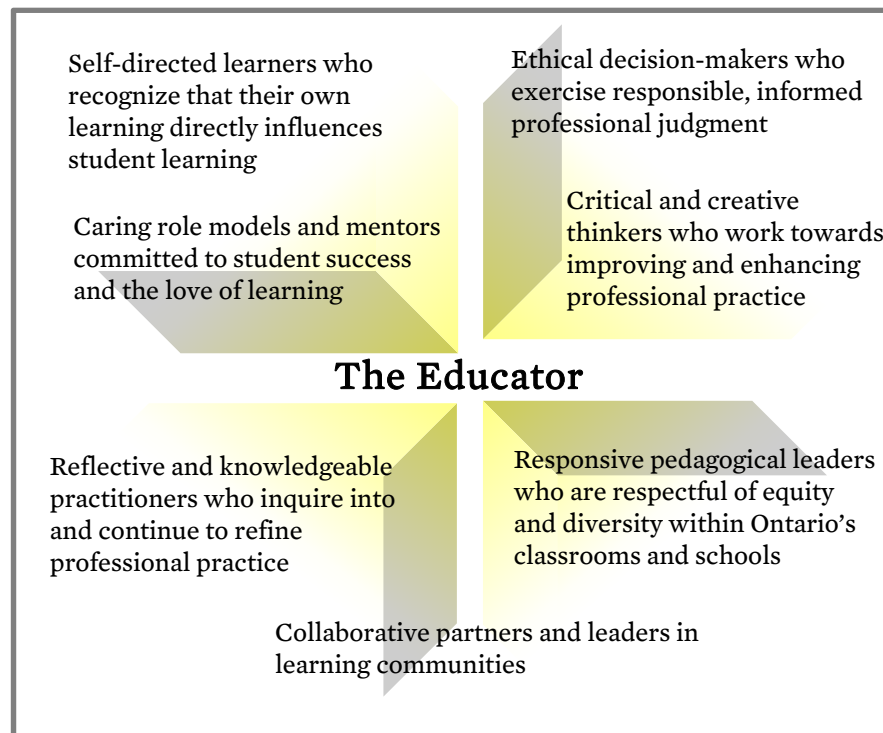 Self-directed learners who
recognize that their own
learning directly influences
student learning
Ethical decision-makers who
exercise responsible, informed
professional judgment
Caring role models and mentors
committed to student success
and the love of learning
Critical and creative
thinkers who work towards
improving and enhancing
professional practice
The Educator
Reflective and knowledgeable
practitioners who inquire into
and continue to refine
professional practice
Responsive pedagogical leaders
who are respectful of equity
and diversity within Ontario’s
classrooms and schools
Collaborative partners and leaders in
learning communities